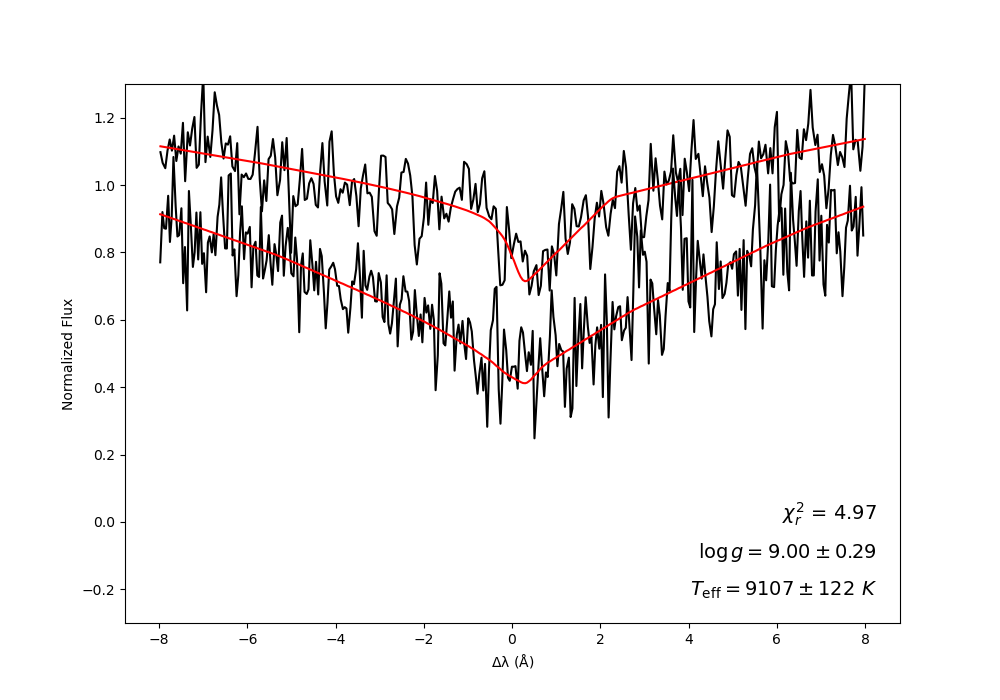 1.2
1.0
0.8
0.6
0.4
0.2
0.0
−0.2
Normalized Flux
χ²ᵣ = 4.97
log g = 9.00 ± 0.29
T_eff = 9107 ± 122 K
−8 −6 −4 −2 0 2 4 6 8
Δλ (Å)